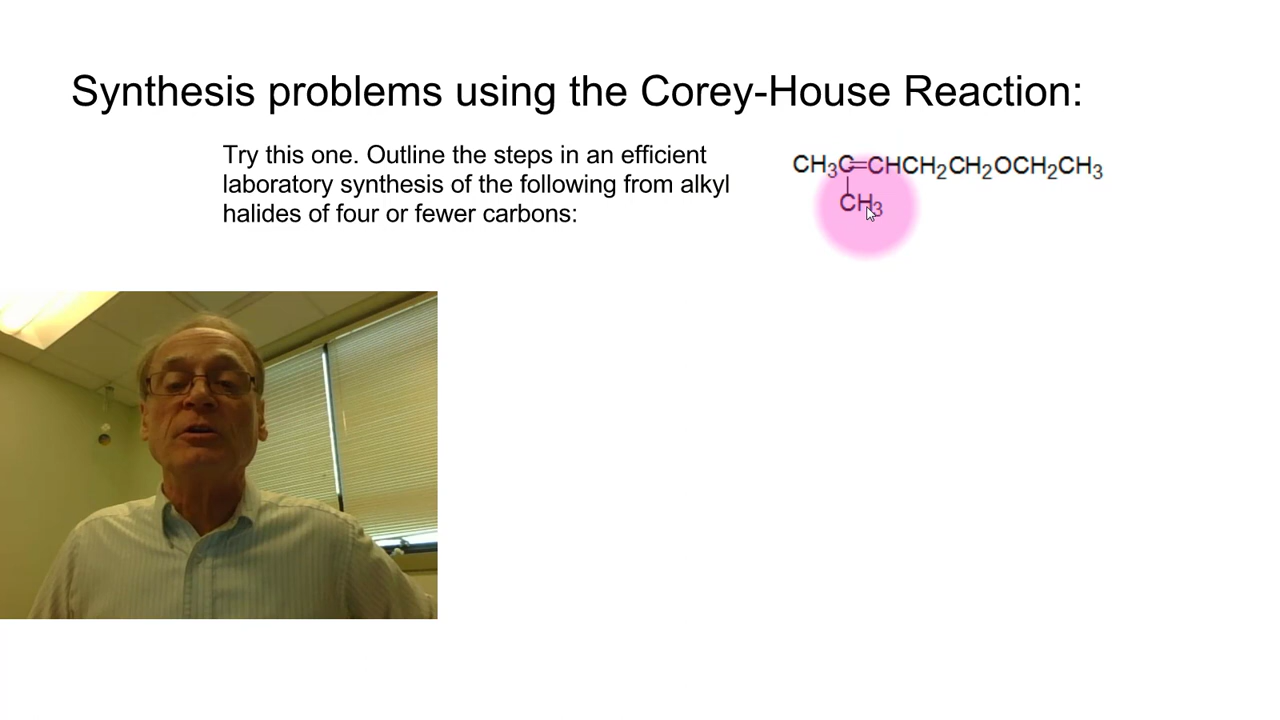 Synthesis problems using the Corey-House Reaction:
Try this one. Outline the steps in an efficient
laboratory synthesis of the following from alkyl
halides of four or fewer carbons:
CH₃C=CHCH₂CH₂OCH₂CH₃
CH₃